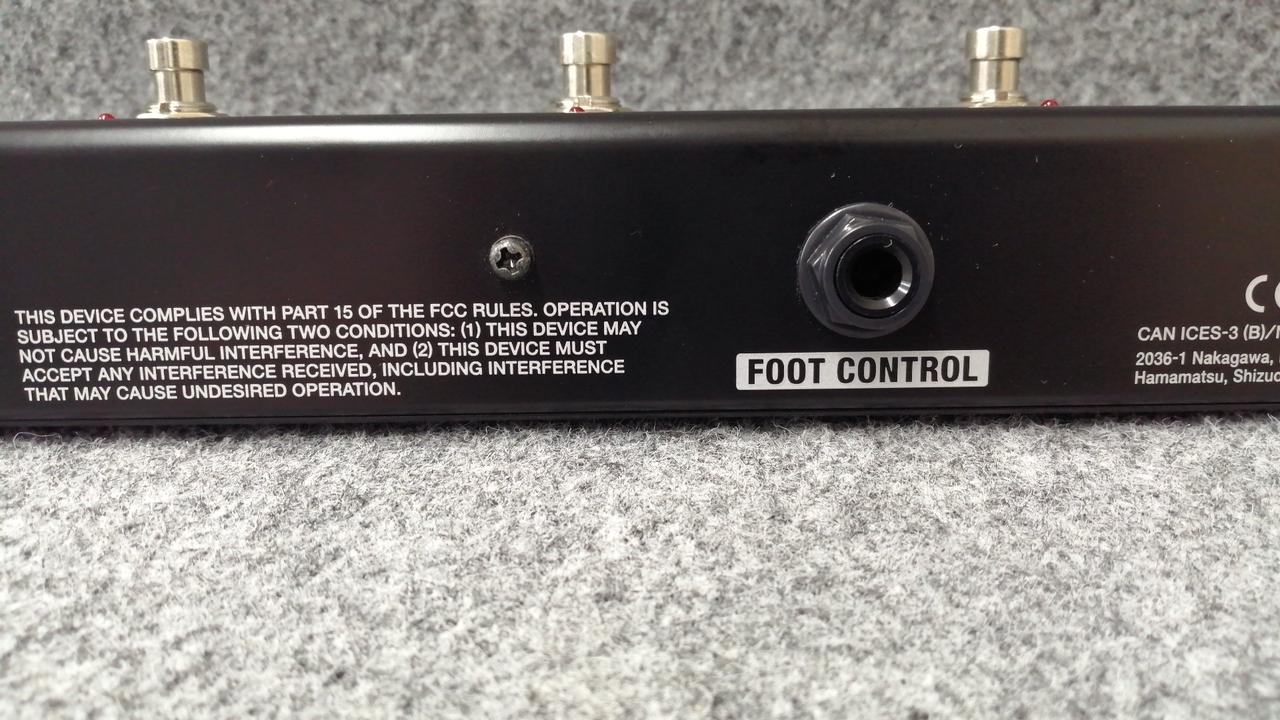 THIS DEVICE COMPLIES WITH PART 15 OF THE FCC RULES. OPERATION IS
SUBJECT TO THE FOLLOWING TWO CONDITIONS: (1) THIS DEVICE MAY
NOT CAUSE HARMFUL INTERFERENCE, AND (2) THIS DEVICE MUST
ACCEPT ANY INTERFERENCE RECEIVED, INCLUDING INTERFERENCE
THAT MAY CAUSE UNDESIRED OPERATION.
FOOT CONTROL
CAN ICES-3 (B)/
2036-1 Nakagawa,
Hamamatsu,